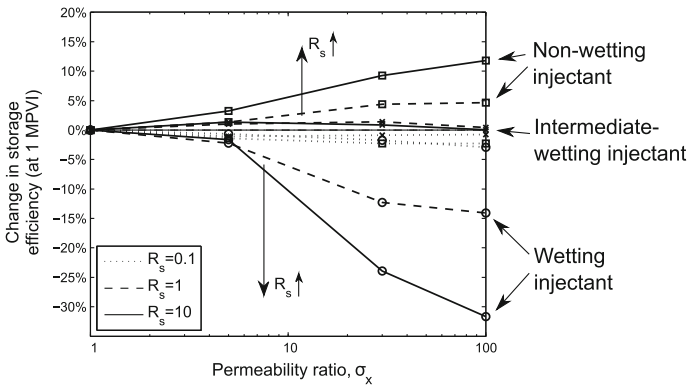 20%
15%
10%
5%
0%
−5%
−10%
−15%
−20%
−25%
−30%
Change in storage
efficiency (at 1 MPVI)
Rs
Rs
Rs=0.1
Rs=1
Rs=10
1
10
100
Permeability ratio, σx
Non-wetting
injectant
Intermediate-
wetting injectant
Wetting
injectant